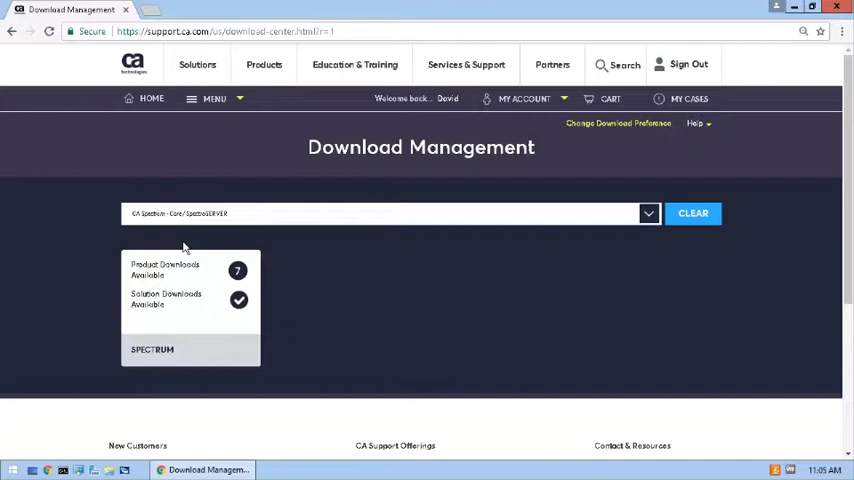 Download Management
Secure
https://support.ca.com/us/download-center.html?r=1
ca
technologies
Solutions
Products
Education & Training
Services & Support
Partners
Search
Sign Out
HOME
MENU
Welcome back... David
MY ACCOUNT
CART
MY CASES
Change Download Preference
Help
Download Management
CA Spectrum - Core/SpectroSERVER
CLEAR
Product Downloads
Available
7
Solution Downloads
Available
SPECTRUM
New Customers
CA Support Offerings
Contact & Resources
Download Managem...
11:05 AM